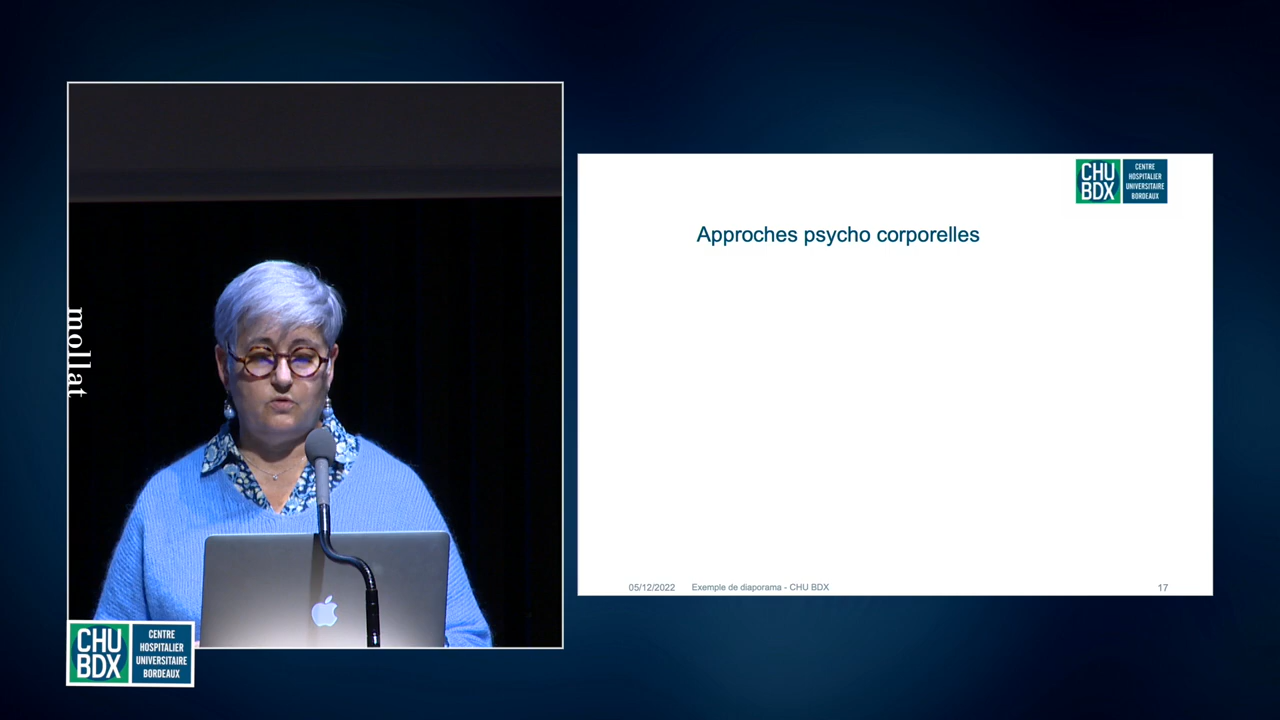 mollat
CHU
BDX
CENTRE
HOSPITALIER
UNIVERSITAIRE
BORDEAUX
CHU
BDX
CENTRE
HOSPITALIER
UNIVERSITAIRE
BORDEAUX
Approches psycho corporelles
05/12/2022 Exemple de diaporama - CHU BDX 17